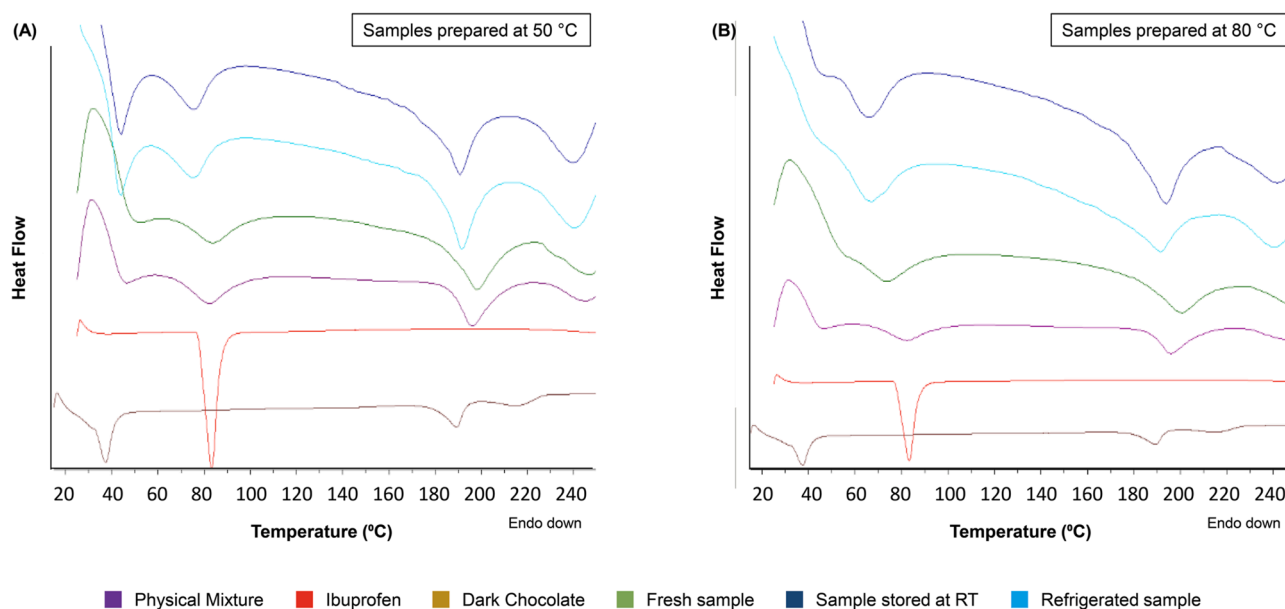 (A)
Samples prepared at 50 °C
Heat Flow
20 40 60 80 100 120 140 160 180 200 220 240
Temperature (ºC)
Endo down
(B)
Samples prepared at 80 °C
Heat Flow
20 40 60 80 100 120 140 160 180 200 220 240
Temperature (ºC)
Endo down
Physical Mixture Ibuprofen Dark Chocolate Fresh sample Sample stored at RT Refrigerated sample